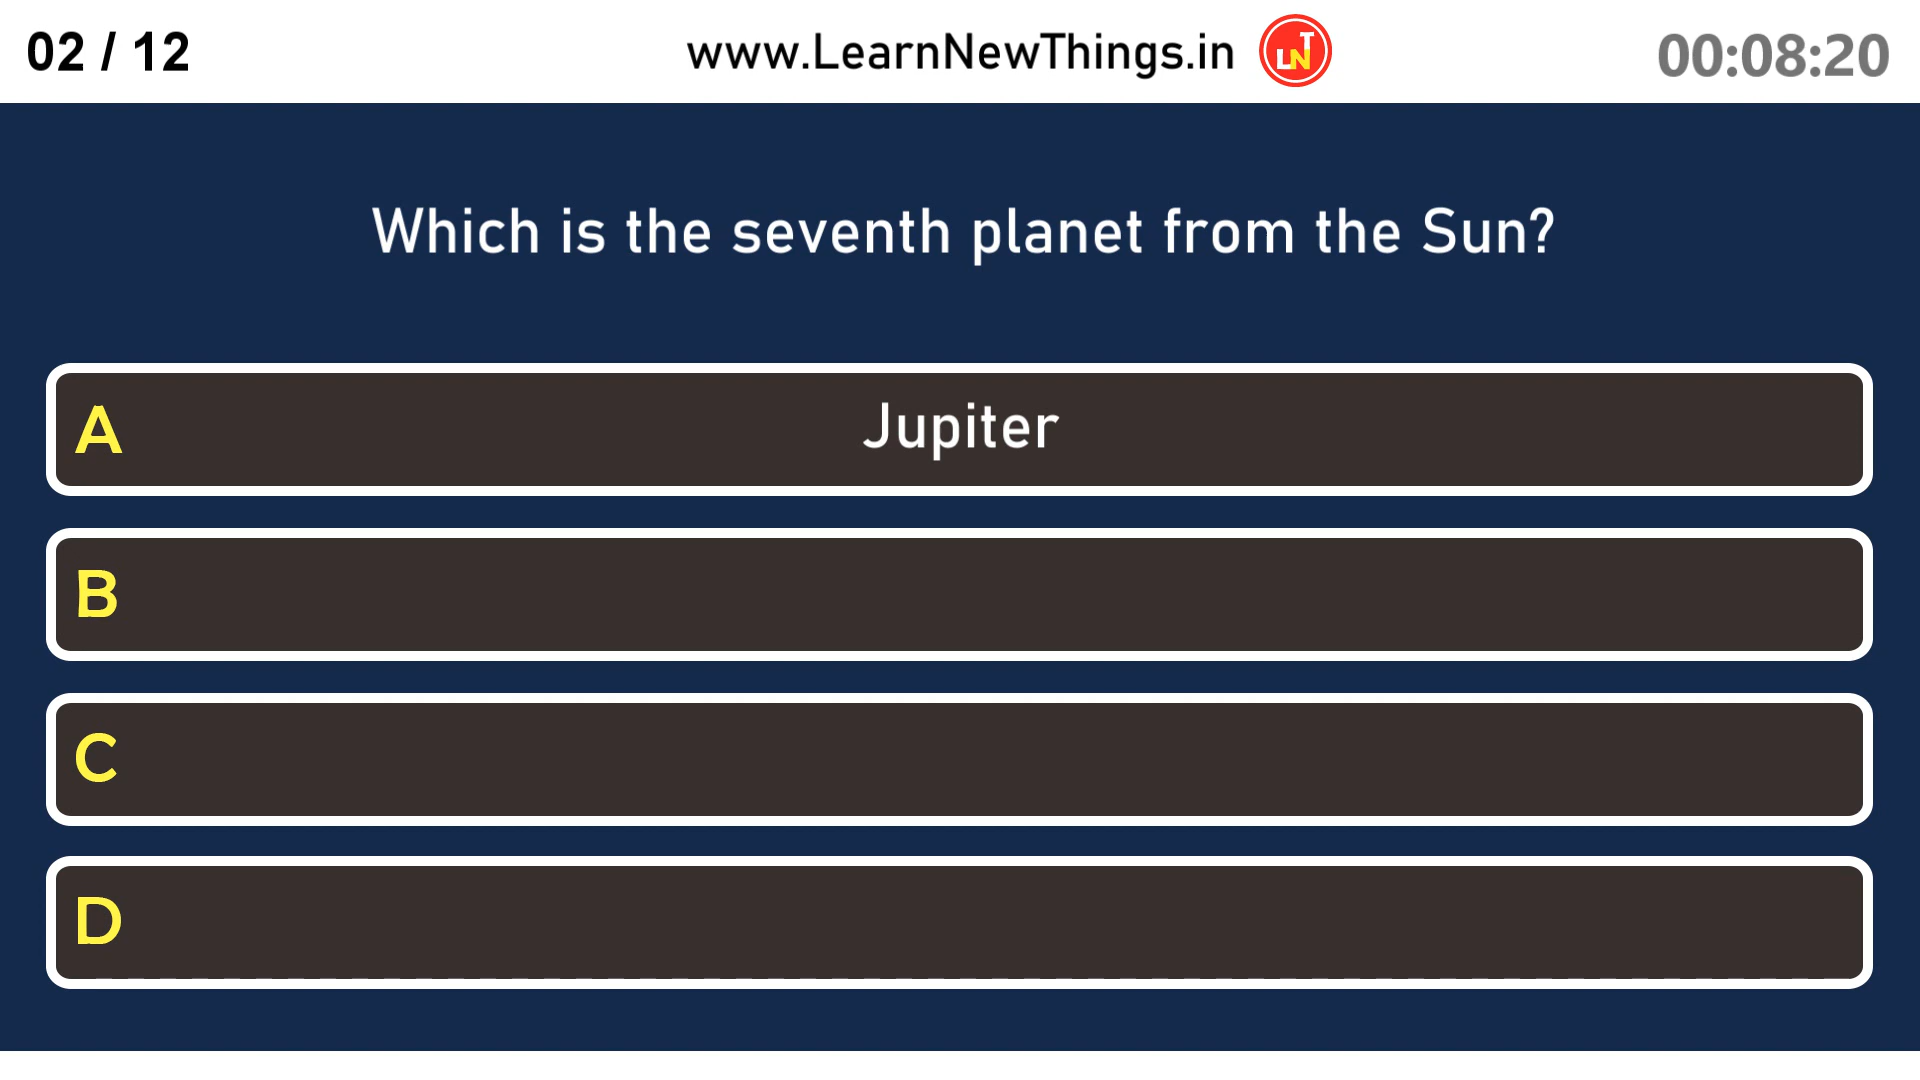 02 / 12
www.LearnNewThings.in
LNT
00:08:20
Which is the seventh planet from the Sun?
A
Jupiter
B
C
D